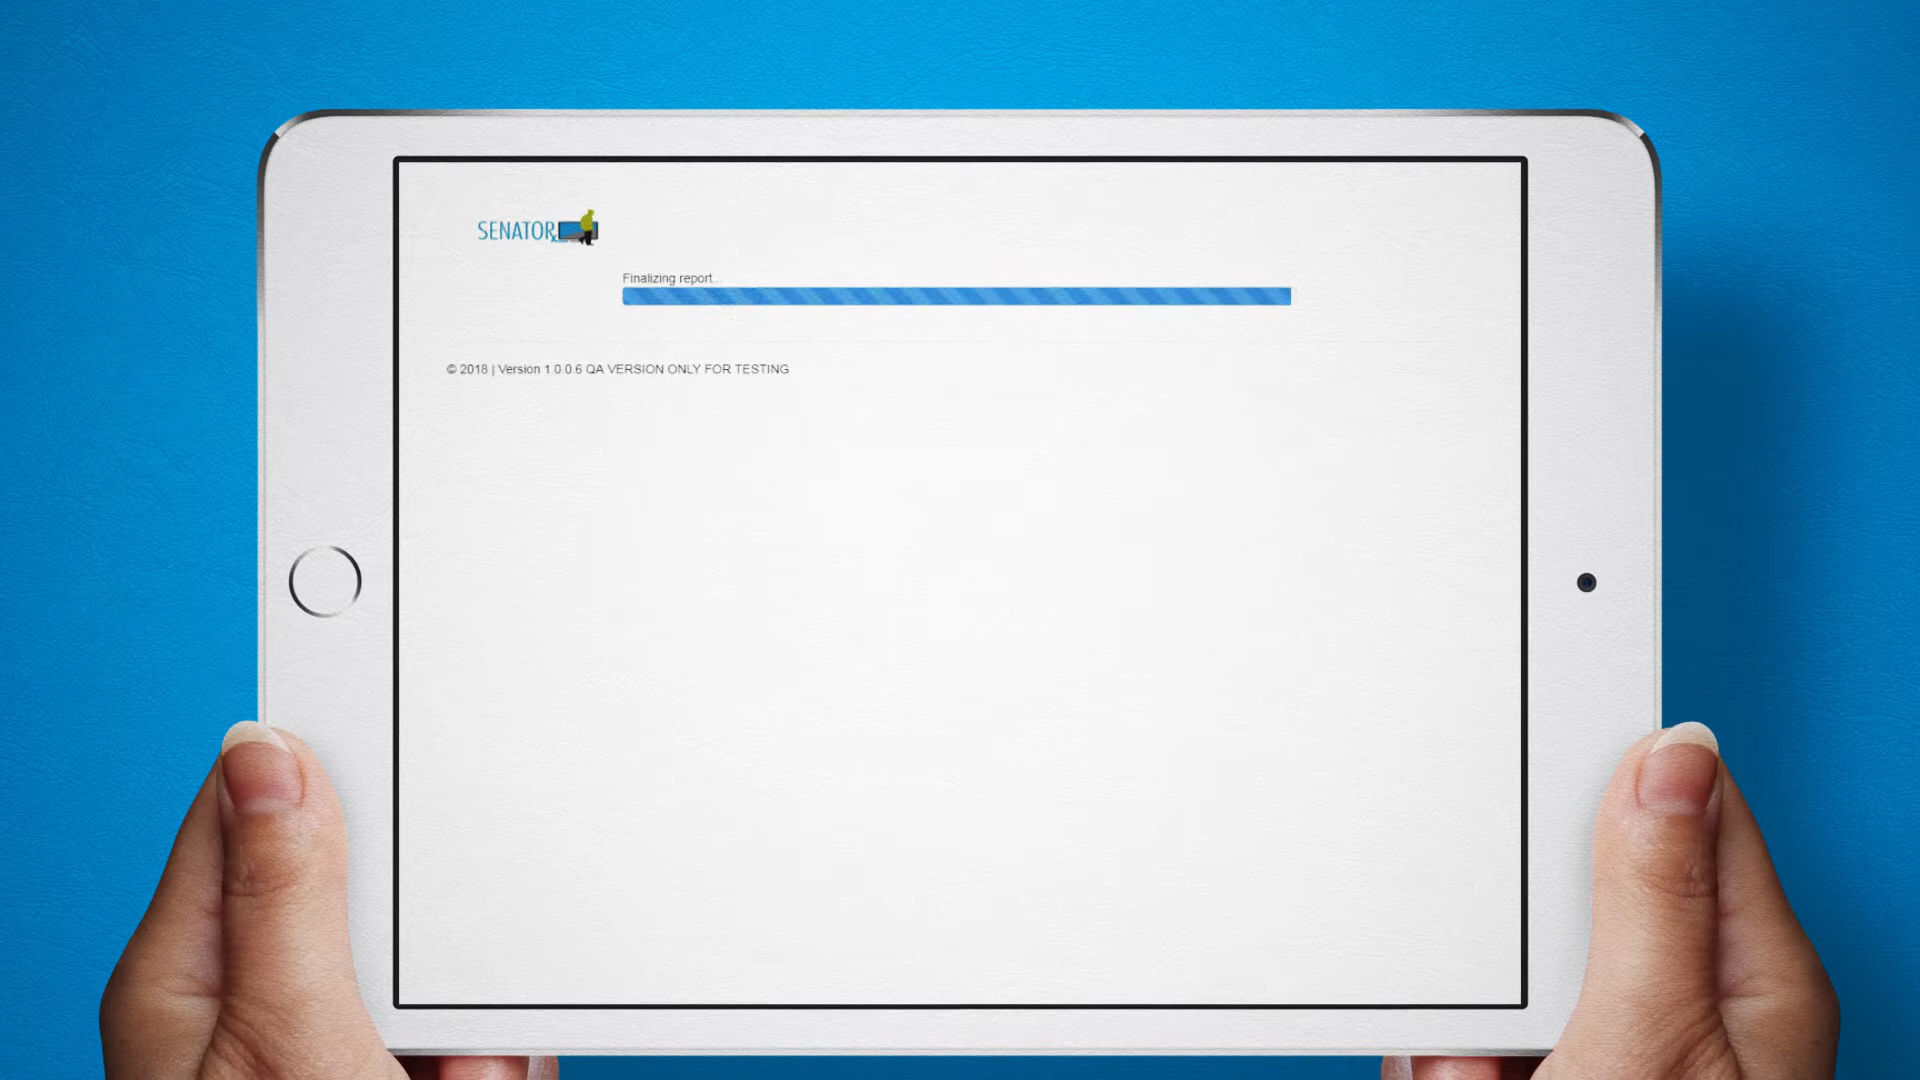 SENATOR
Finalizing report...
© 2018 | Version 1.0.0.6 QA VERSION ONLY FOR TESTING